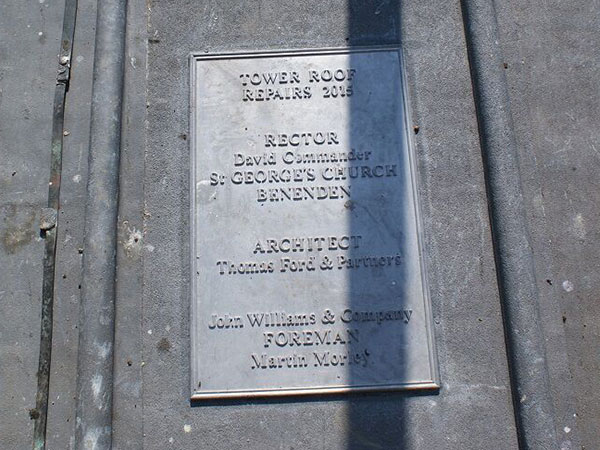 TOWER ROOF
REPAIRS 2015
RECTOR
David Commander
St GEORGE'S CHURCH
BENENDEN
ARCHITECT
Thomas Ford & Partners
John Williams & Company
FOREMAN
Martin Morley